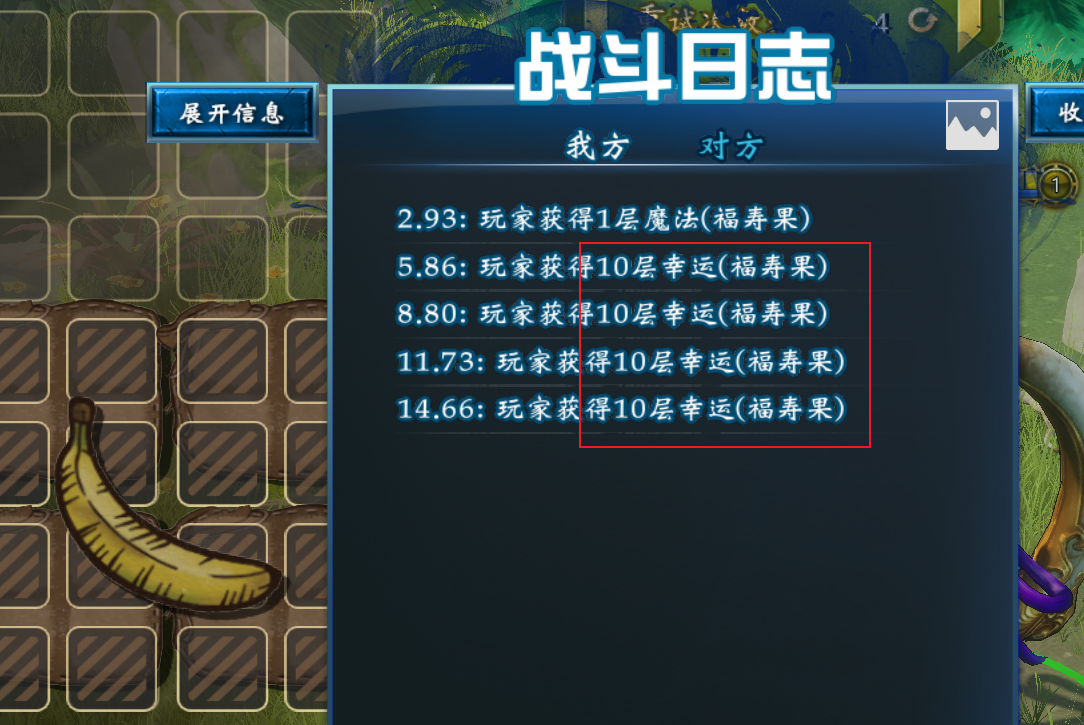 4
战斗日志
展开信息
收
我方 对方
1
2.93: 玩家获得1层魔法(福寿果)
5.86: 玩家获得10层幸运(福寿果)
8.80: 玩家获得10层幸运(福寿果)
11.73: 玩家获得10层幸运(福寿果)
14.66: 玩家获得10层幸运(福寿果)